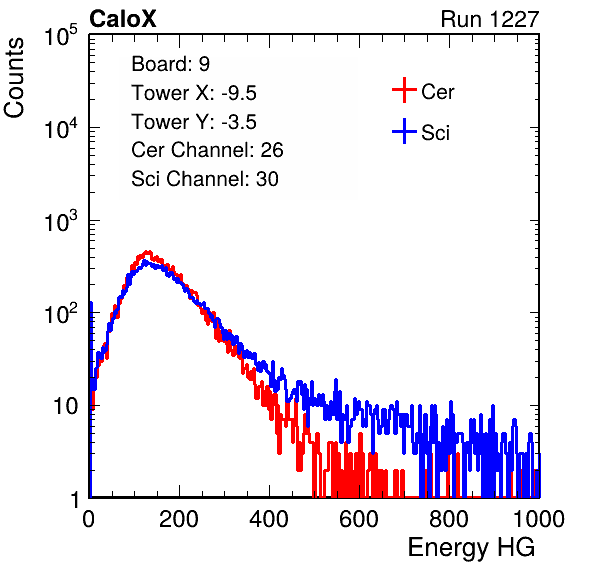 CaloX Run 1227
Counts
Board: 9
Tower X: -9.5
Tower Y: -3.5
Cer Channel: 26
Sci Channel: 30
Cer
Sci
10^5
10^4
10^3
10^2
10
1
0 200 400 600 800 1000
Energy HG